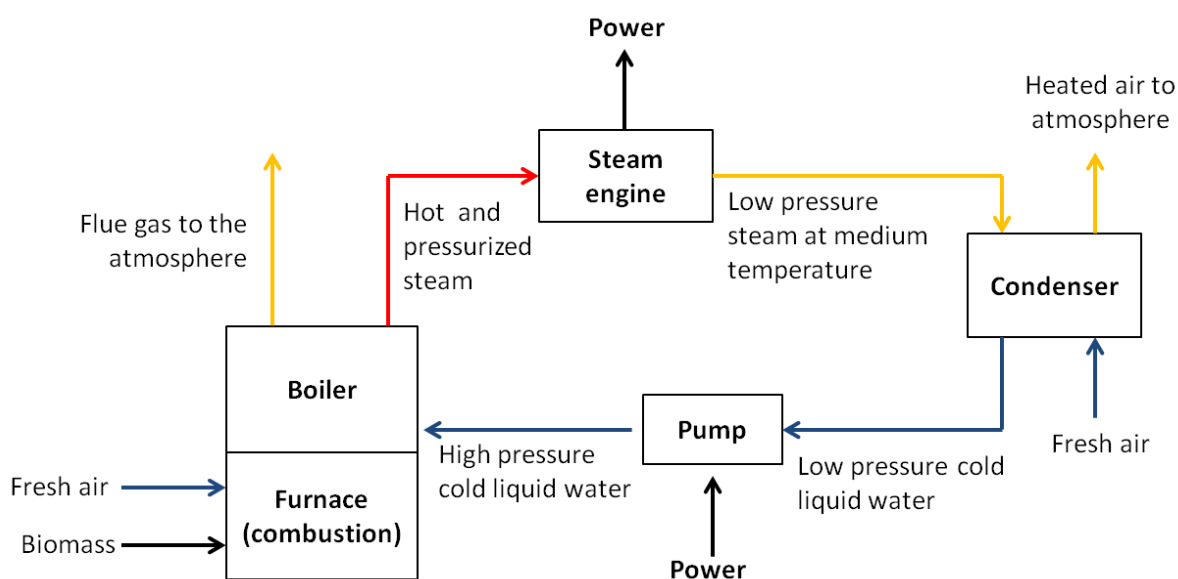 Power
Heated air to
atmosphere
Steam
engine
Flue gas to the
atmosphere
Hot and
pressurized
steam
Low pressure
steam at medium
temperature
Condenser
Boiler
Pump
High pressure
cold liquid water
Low pressure cold
liquid water
Fresh air
Fresh air
Furnace
(combustion)
Biomass
Power